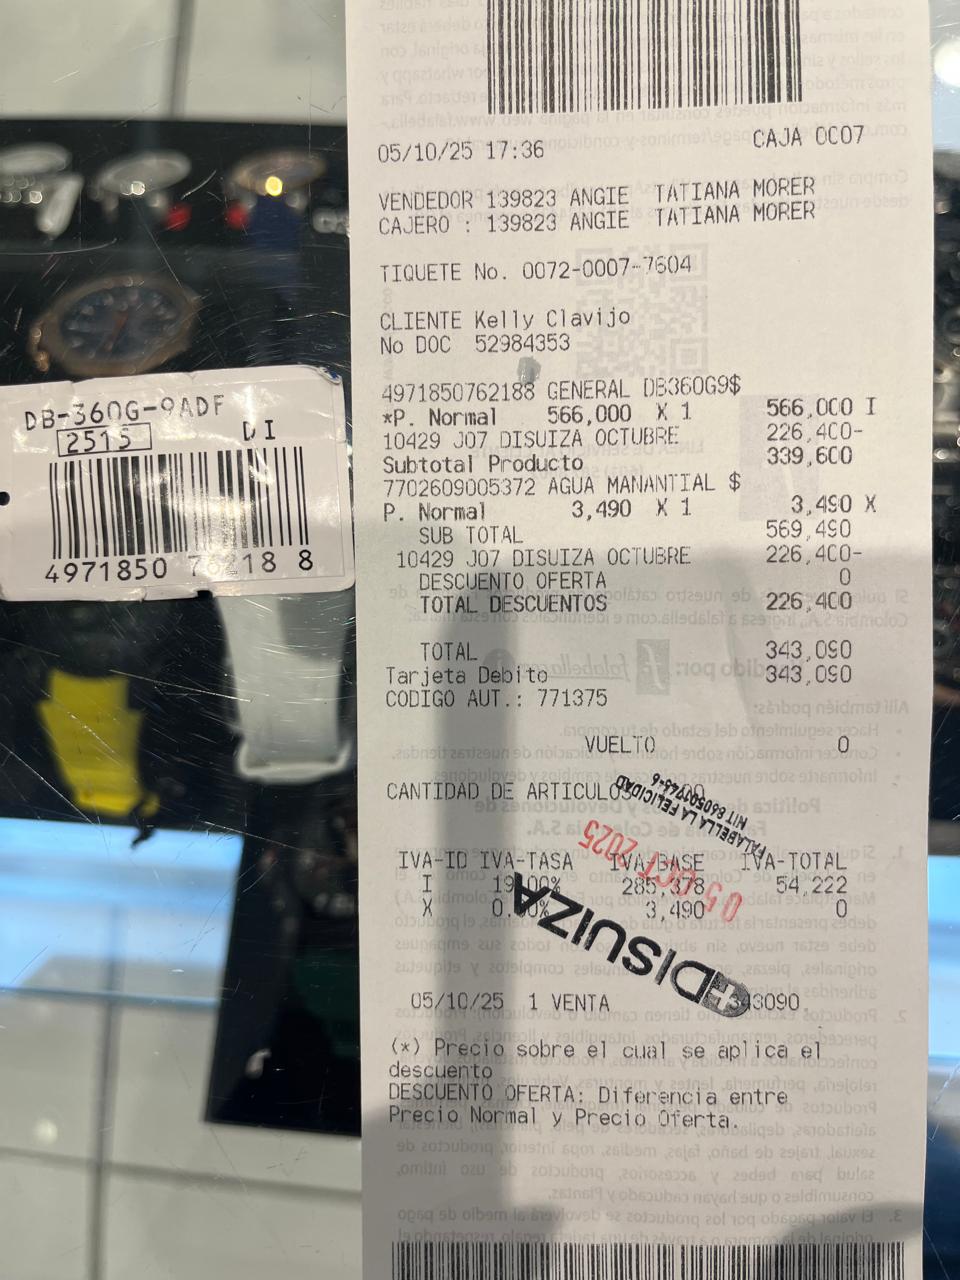 05/10/25 17:36 CAJA 0C07
VENDEDOR 139823 ANGIE TATIANA MORER
CAJERO : 139823 ANGIE TATIANA MORER
TIQUETE No. 0072-0007-7604
CLIENTE Kelly Clavijo
No DOC 52984353
4971850762188 GENERAL DB360G9$
*P. Normal 566,000 X 1 566,000 I
10429 J07 DISUIZA OCTUBRE 226,400-
Subtotal Producto 339,600
7702609005372 AGUA MANANTIAL $
P. Normal 3,490 X 1 3,490 X
SUB TOTAL 569,490
10429 J07 DISUIZA OCTUBRE 226,400-
DESCUENTO OFERTA 0
TOTAL DESCUENTOS 226,400
TOTAL 343,090
Tarjeta Debito 343,090
CODIGO AUT.: 771375
VUELTO 0
CANTIDAD DE ARTICULOS
FALABELLA LA FELICIDAD
05 OCT 2025
DISUIZA
IVA-ID IVA-TASA IVA-BASE IVA-TOTAL
I 19.00% 285,378 54,222
X 0.00% 3,490 0
05/10/25 1 VENTA 343090
(*) Precio sobre el cual se aplica el
descuento
DESCUENTO OFERTA: Diferencia entre
Precio Normal y Precio Oferta.
DB-360G-9ADF
2515 DI
4971850 76218 8